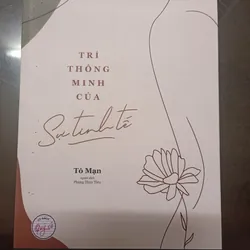 TRÍ
THÔNG
MINH
CỦA
Sự tinh tế
Tô Mạn